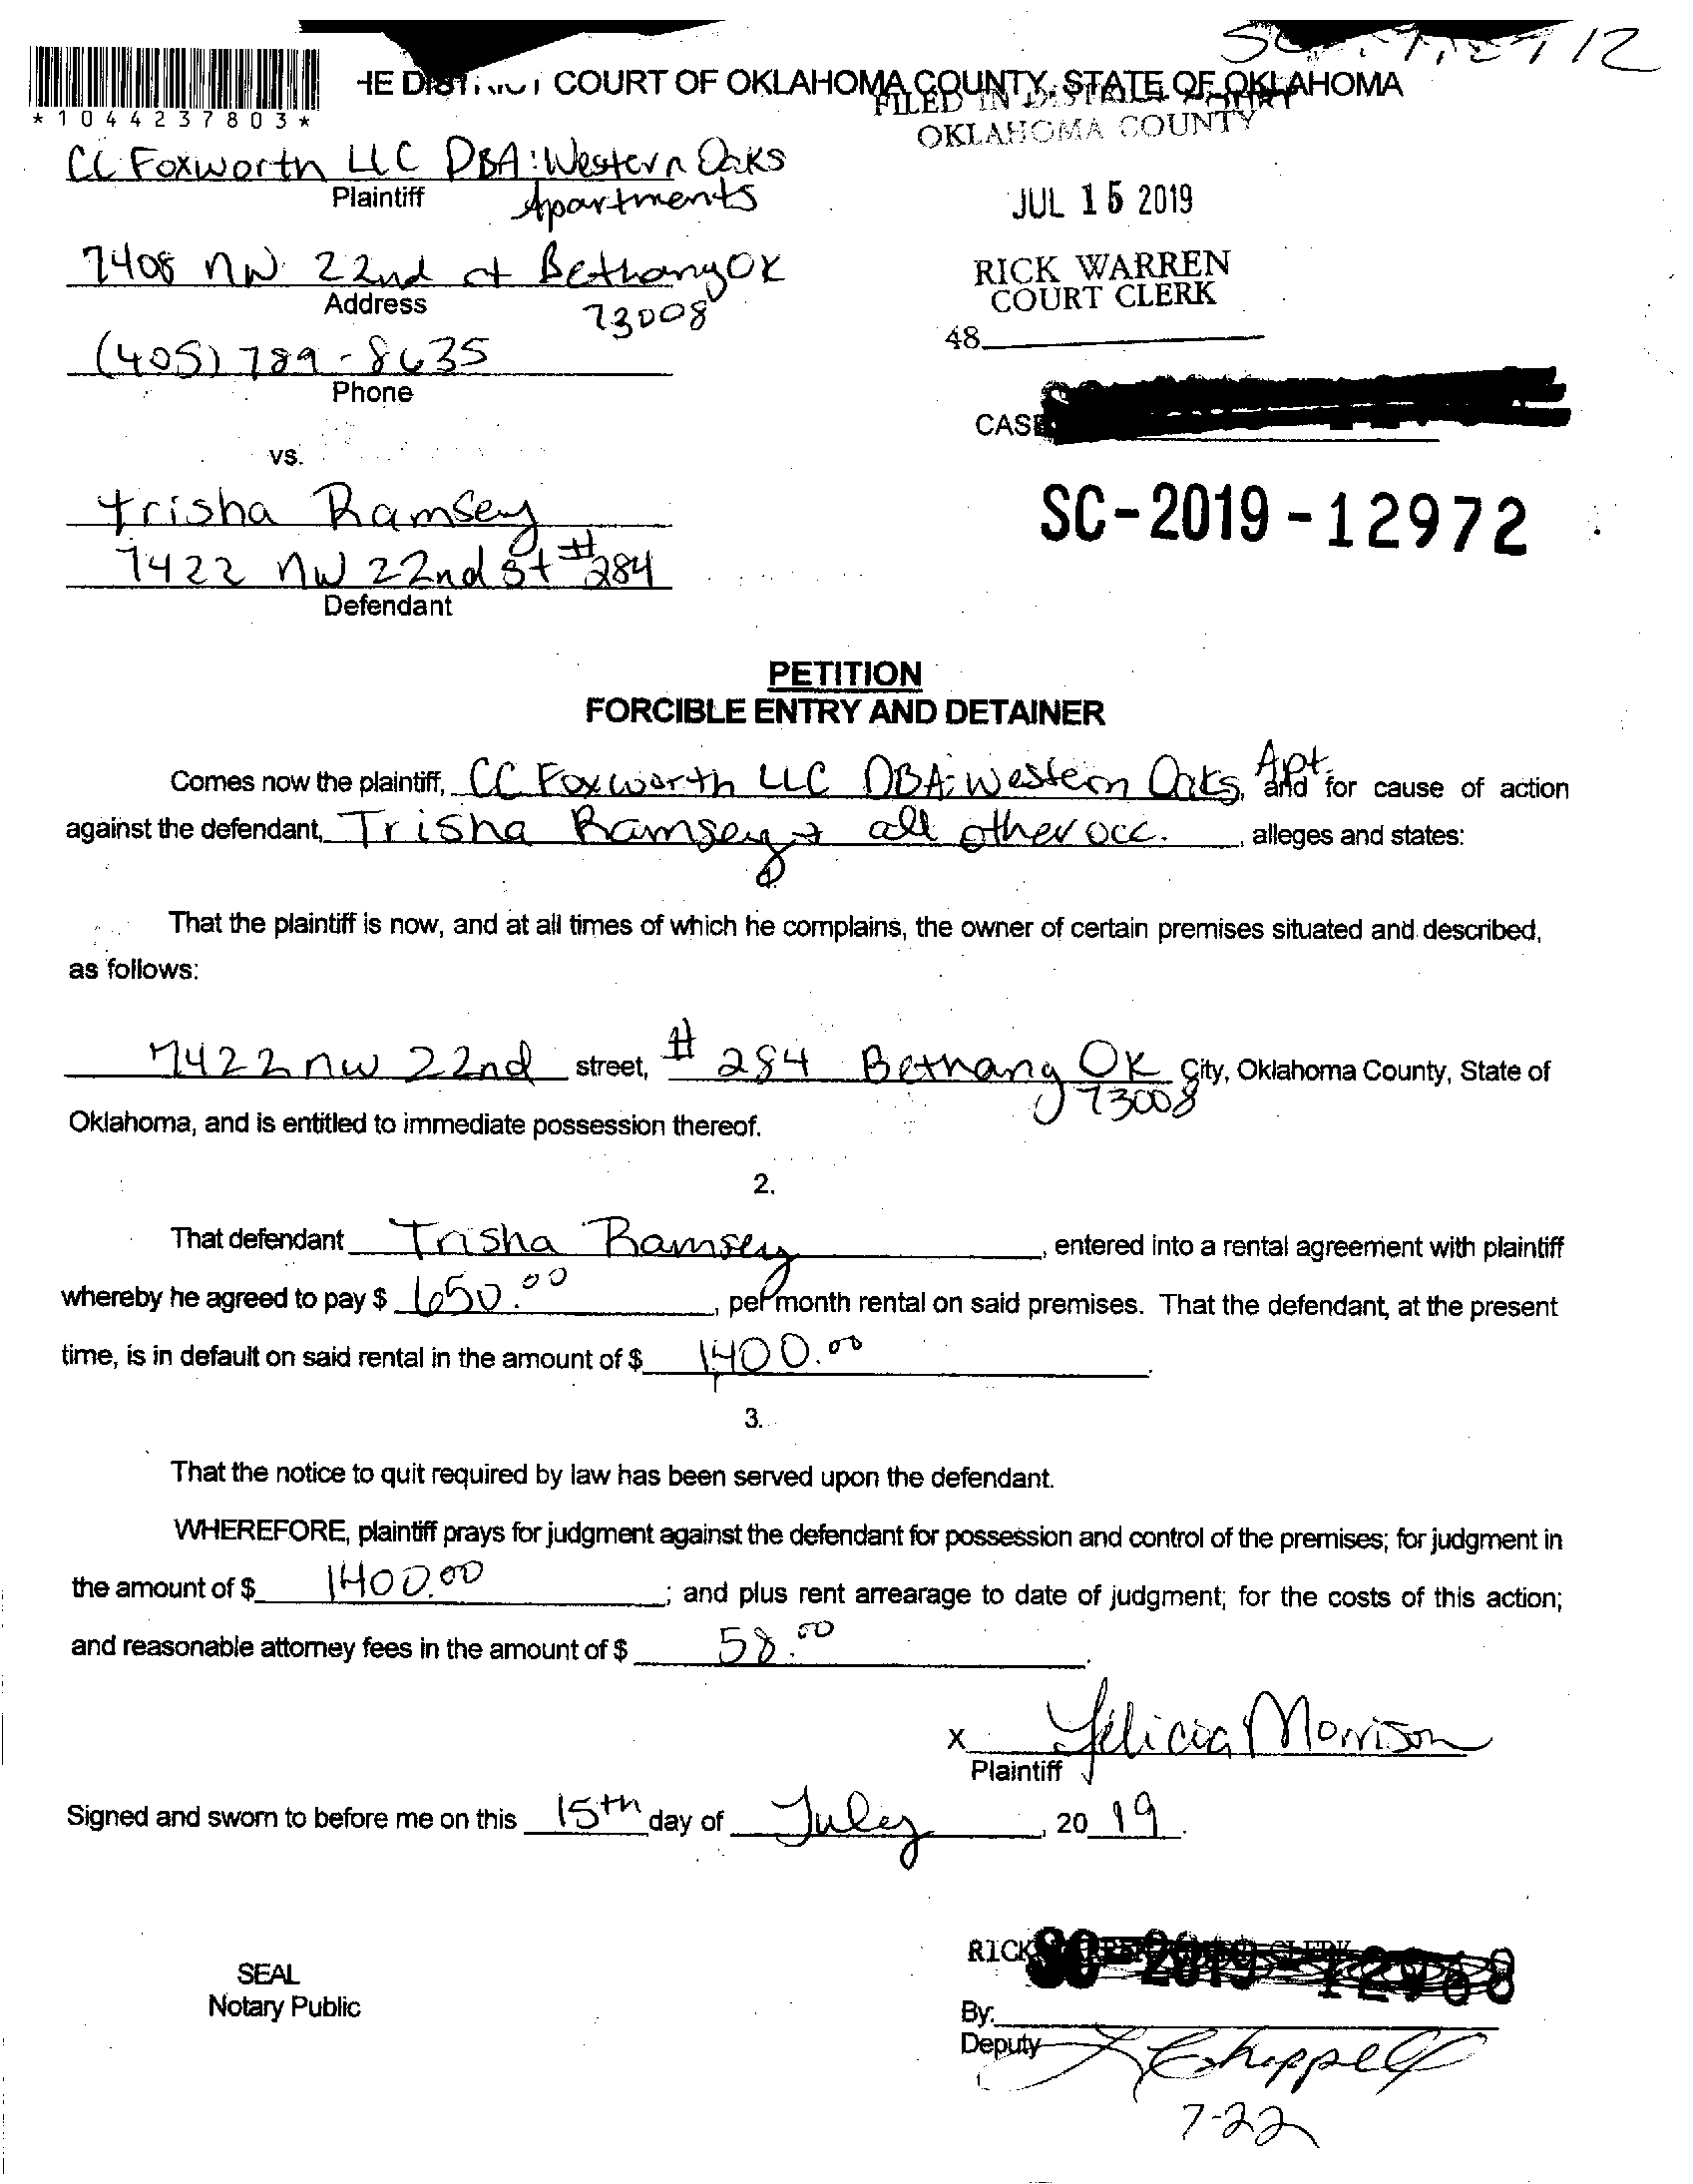 *1044237803*
HE DISTRICT COURT OF OKLAHOMA COUNTY, STATE OF OKLAHOMA
FILED IN DISTRICT COURT
OKLAHOMA COUNTY
CC Foxworth LLC DBA: Western Oaks
Plaintiff
Apartments
JUL 15 2019
7408 NW 22nd st Bethany OK
Address
73008
RICK WARREN
COURT CLERK
48
(405) 789-8635
Phone
CASE
vs.
SC-2019-12972
Trisha Ramsey
7422 NW 22nd St #284
Defendant
PETITION
FORCIBLE ENTRY AND DETAINER
Comes now the plaintiff, CC Foxworth LLC DBA: Western Oaks Apt., and for cause of action
against the defendant, Trisha Ramsey + all other occ., alleges and states:
That the plaintiff is now, and at all times of which he complains, the owner of certain premises situated and described,
as follows:
7422 nw 22nd street, # 284 Bethany OK City, Oklahoma County, State of
73008
Oklahoma, and is entitled to immediate possession thereof.
2.
That defendant Trisha Ramsey, entered into a rental agreement with plaintiff
whereby he agreed to pay $ 650.00, per month rental on said premises. That the defendant, at the present
time, is in default on said rental in the amount of $ 1400.00.
3.
That the notice to quit required by law has been served upon the defendant.
WHEREFORE, plaintiff prays for judgment against the defendant for possession and control of the premises; for judgment in
the amount of $ 1400.00; and plus rent arrearage to date of judgment; for the costs of this action;
and reasonable attorney fees in the amount of $ 58.00.
X Felicia Morrison
Plaintiff
Signed and sworn to before me on this 15th day of July, 2019.
RICK
SC-2019-12968
SEAL
Notary Public
By:
Deputy Chappell
7-22